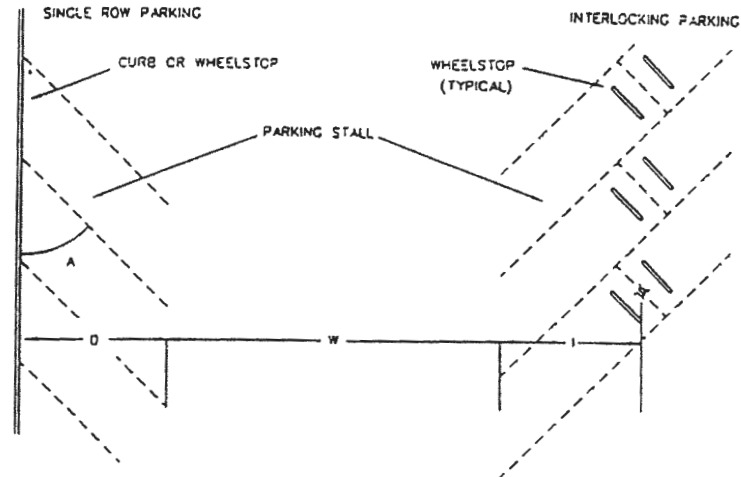 SINGLE ROW PARKING
INTERLOCKING PARKING
CURB OR WHEELSTOP
WHEELSTOP
(TYPICAL)
PARKING STALL
A
D
W
I